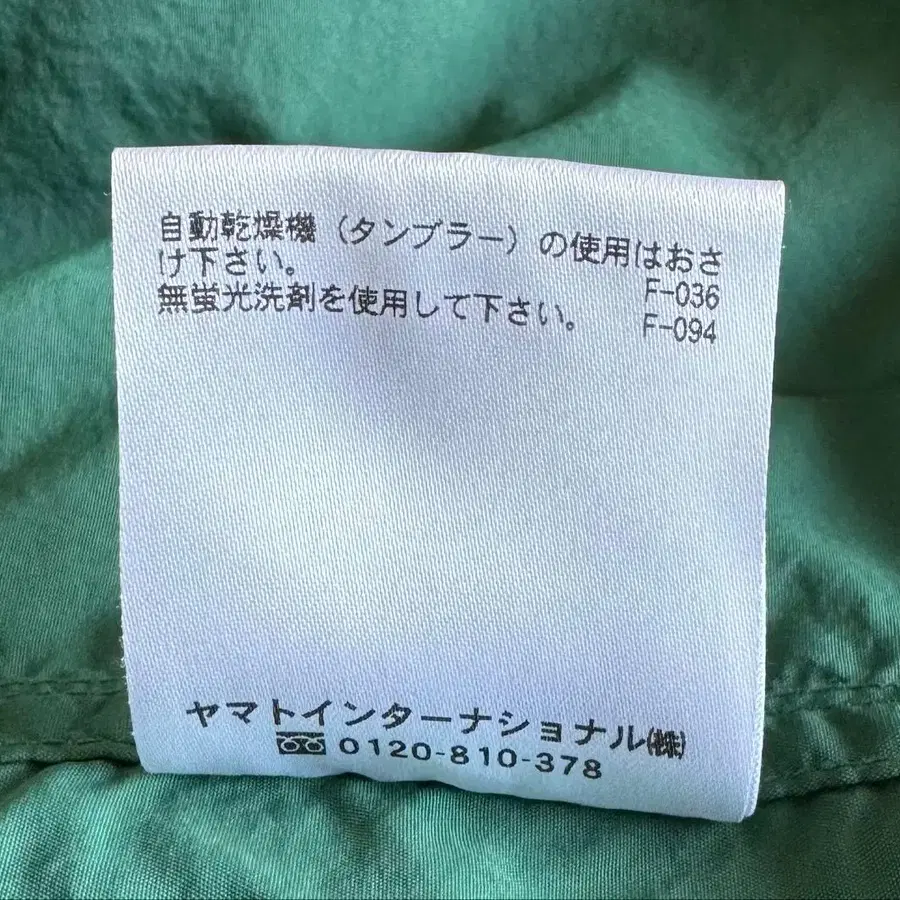 自動乾燥機（タンブラー）の使用はおさ
け下さい。 F-036
無蛍光洗剤を使用して下さい。 F-094
ヤマトインターナショナル㈱
0120-810-378